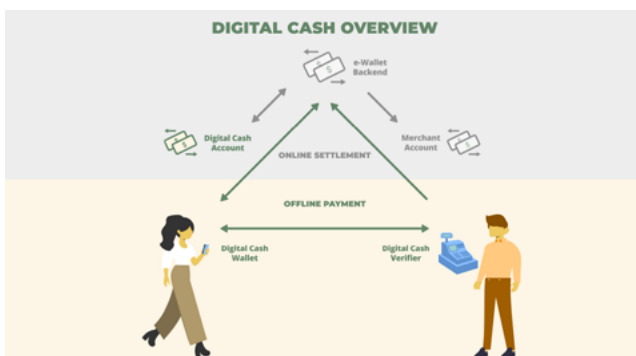 DIGITAL CASH OVERVIEW
e-Wallet
Backend
Digital Cash
Account
Merchant
Account
ONLINE SETTLEMENT
OFFLINE PAYMENT
Digital Cash
Wallet
Digital Cash
Verifier